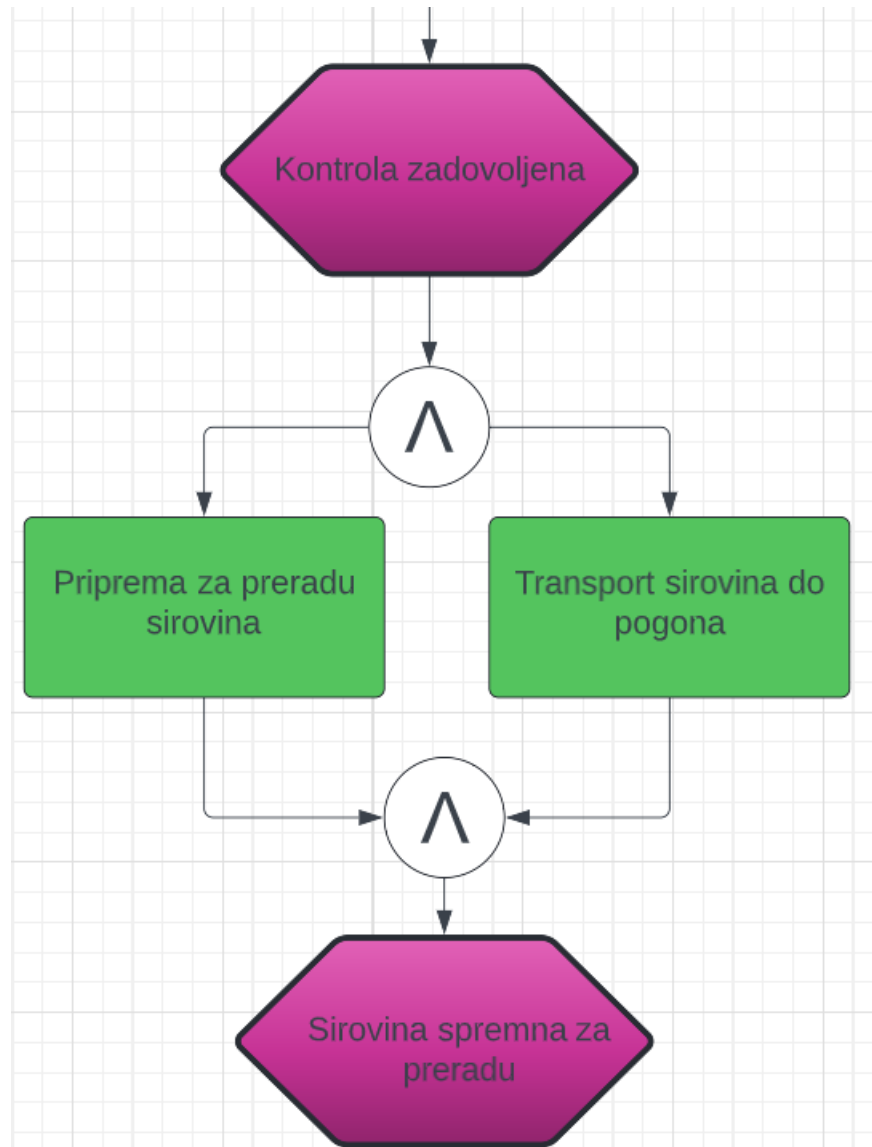 Kontrola zadovoljena
Λ
Priprema za preradu
sirovina
Transport sirovina do
pogona
Λ
Sirovina spremna za
preradu